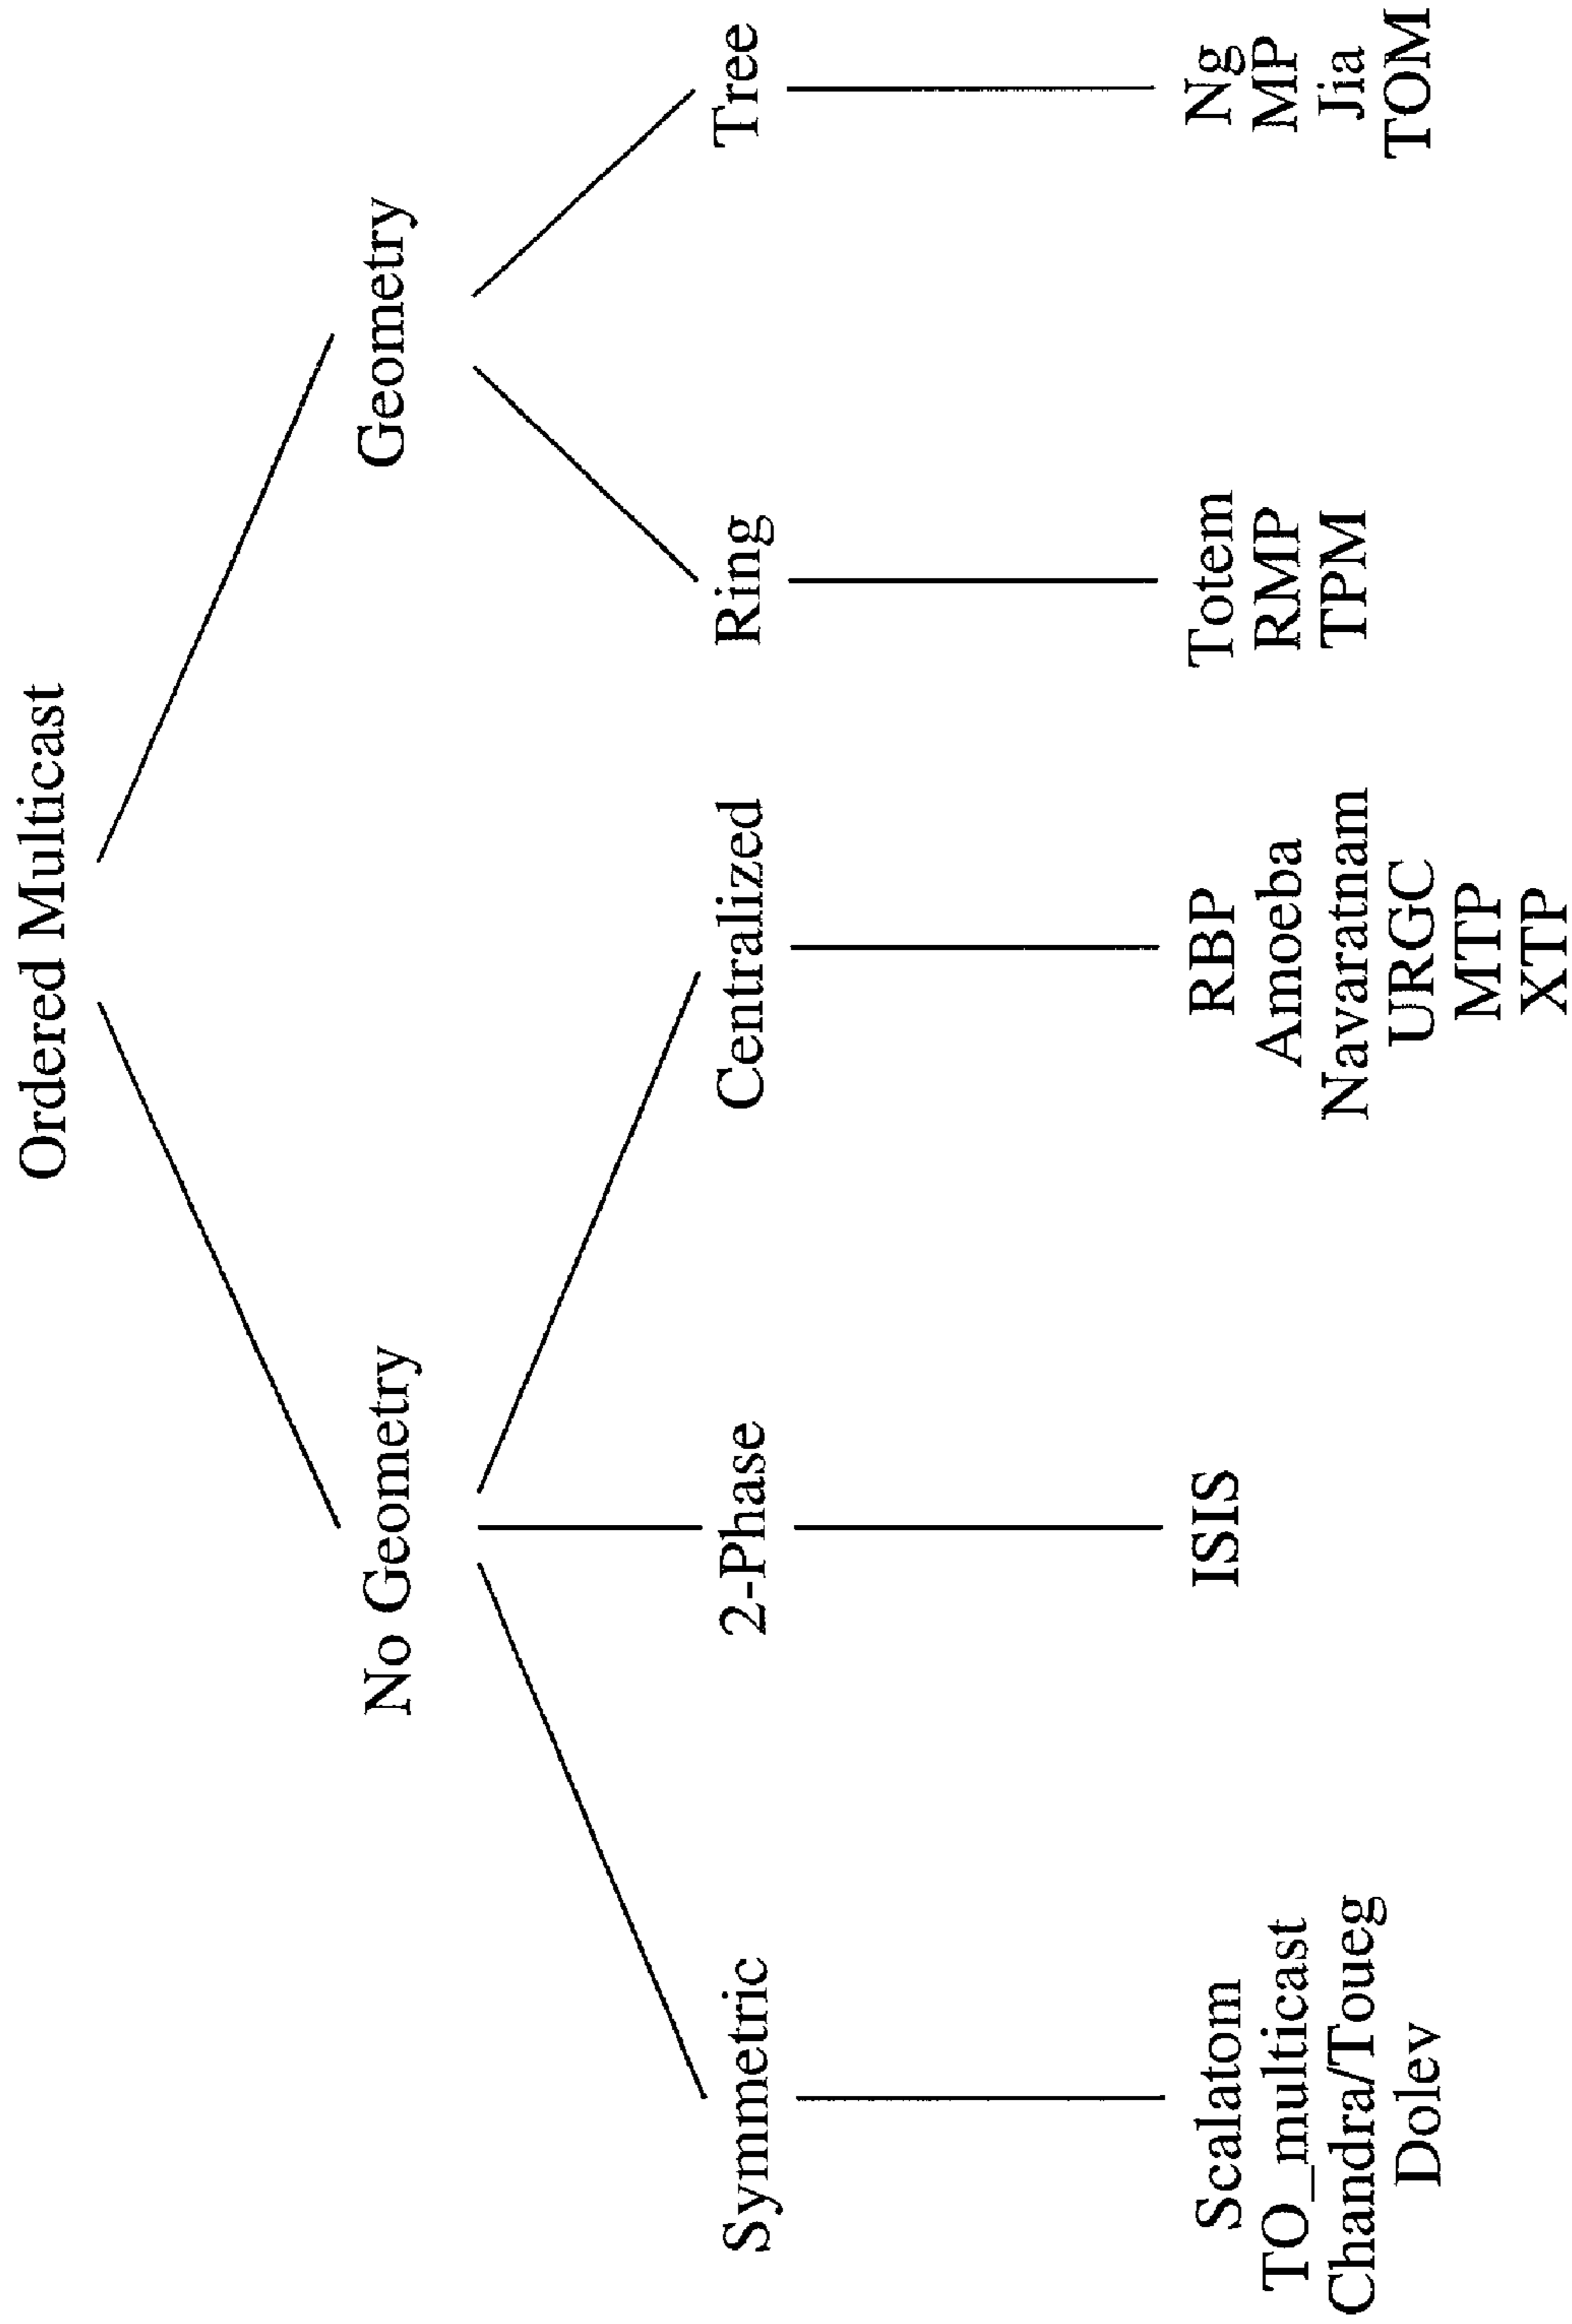 Ordered Multicast
No Geometry
Geometry
Symmetric
2-Phase
Centralized
Ring
Tree
Scalatom
TO_multicast
Chandra/Toueg
Dolev
ISIS
RBP
Amoeba
Navaratnam
URGC
MTP
XTP
Totem
RMP
TPM
Ng
MP
Jia
TOM